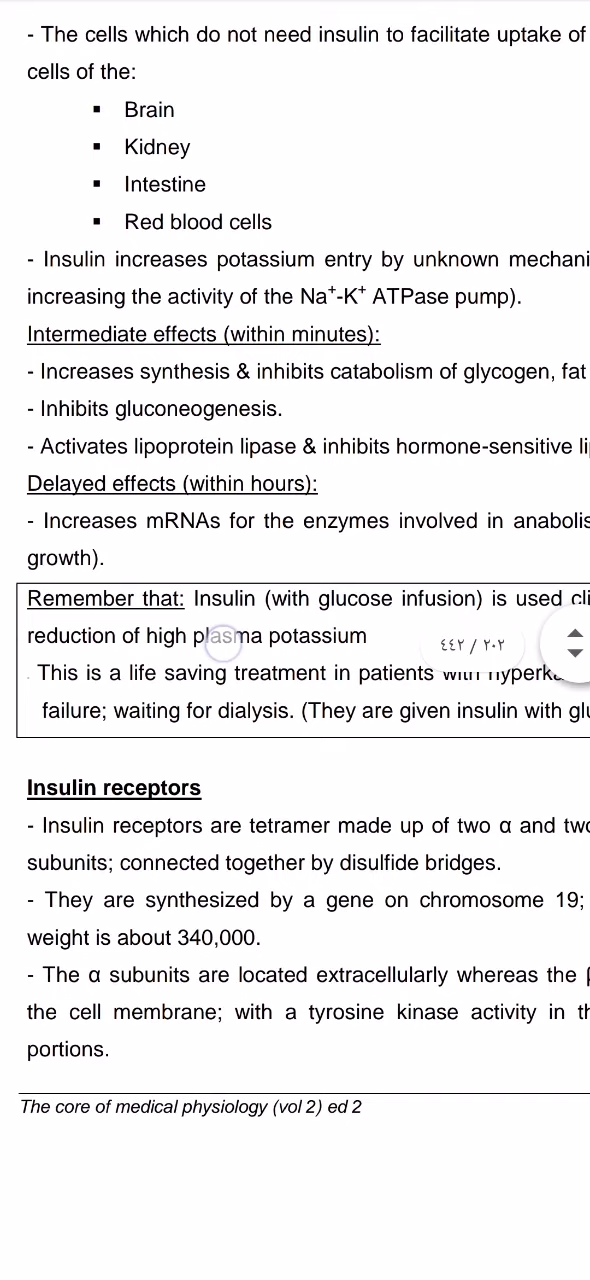 - The cells which do not need insulin to facilitate uptake of
cells of the:
▪ Brain
▪ Kidney
▪ Intestine
▪ Red blood cells
- Insulin increases potassium entry by unknown mechani
increasing the activity of the Na⁺-K⁺ ATPase pump).
Intermediate effects (within minutes):
- Increases synthesis & inhibits catabolism of glycogen, fat
- Inhibits gluconeogenesis.
- Activates lipoprotein lipase & inhibits hormone-sensitive li
Delayed effects (within hours):
- Increases mRNAs for the enzymes involved in anabolis
growth).
Remember that: Insulin (with glucose infusion) is used cli
reduction of high plasma potassium
٤٤٢ / ٢٠٢
This is a life saving treatment in patients with hyperka
failure; waiting for dialysis. (They are given insulin with glu
Insulin receptors
- Insulin receptors are tetramer made up of two α and two
subunits; connected together by disulfide bridges.
- They are synthesized by a gene on chromosome 19;
weight is about 340,000.
- The α subunits are located extracellularly whereas the β
the cell membrane; with a tyrosine kinase activity in th
portions.
The core of medical physiology (vol 2) ed 2